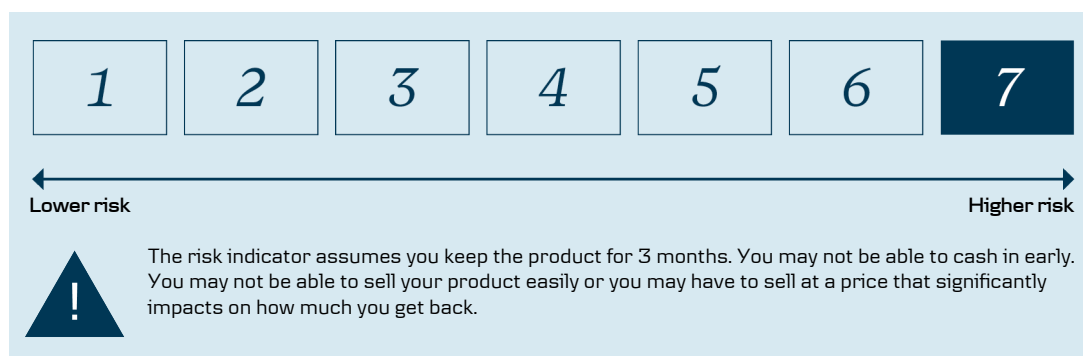 1 2 3 4 5 6 7
Lower risk Higher risk
The risk indicator assumes you keep the product for 3 months. You may not be able to cash in early.
You may not be able to sell your product easily or you may have to sell at a price that significantly
impacts on how much you get back.
!